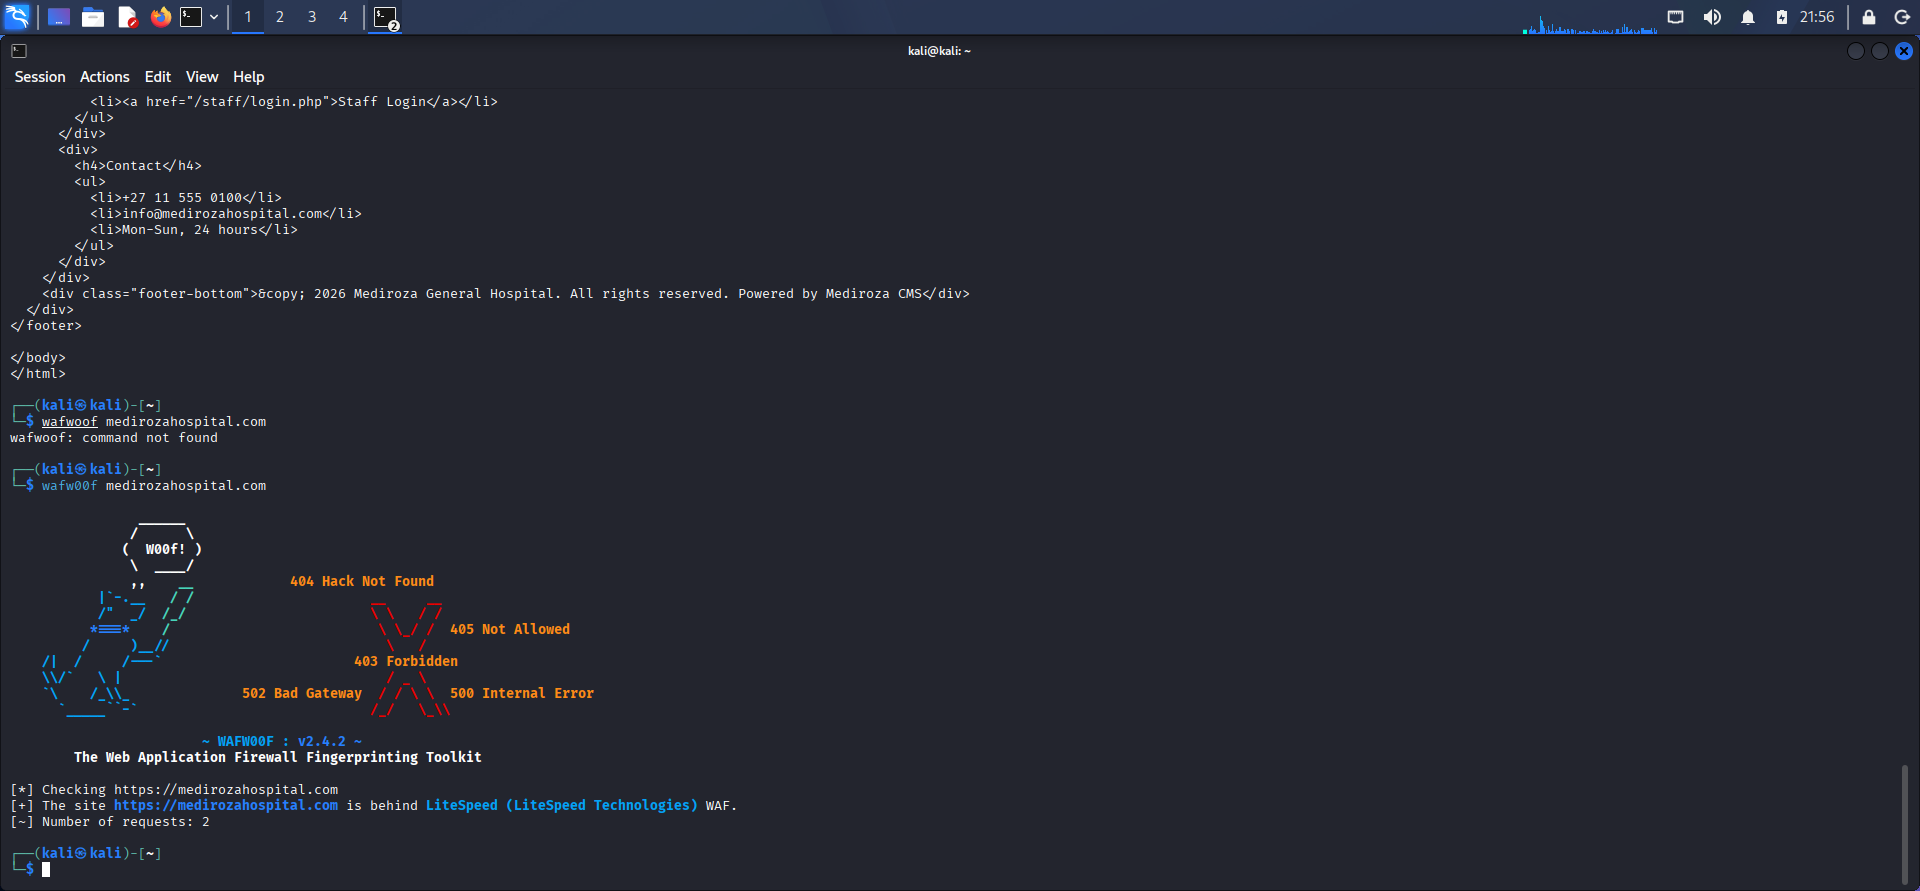 1 2 3 4 2 21:56
kali@kali: ~
Session Actions Edit View Help
<li><a href="/staff/login.php">Staff Login</a></li>
</ul>
</div>
<div>
<h4>Contact</h4>
<ul>
<li>+27 11 555 0100</li>
<li>info@medirozahospital.com</li>
<li>Mon-Sun, 24 hours</li>
</ul>
</div>
</div>
<div class="footer-bottom">&copy; 2026 Mediroza General Hospital. All rights reserved. Powered by Mediroza CMS</div>
</div>
</footer>
</body>
</html>
┌──(kali㉿kali)-[~]
└─$ wafwoof medirozahospital.com
wafwoof: command not found
┌──(kali㉿kali)-[~]
└─$ wafw00f medirozahospital.com
( W00f! )
404 Hack Not Found
405 Not Allowed
403 Forbidden
502 Bad Gateway 500 Internal Error
~ WAFW00F : v2.4.2 ~
The Web Application Firewall Fingerprinting Toolkit
[*] Checking https://medirozahospital.com
[+] The site https://medirozahospital.com is behind LiteSpeed (LiteSpeed Technologies) WAF.
[~] Number of requests: 2
┌──(kali㉿kali)-[~]
└─$